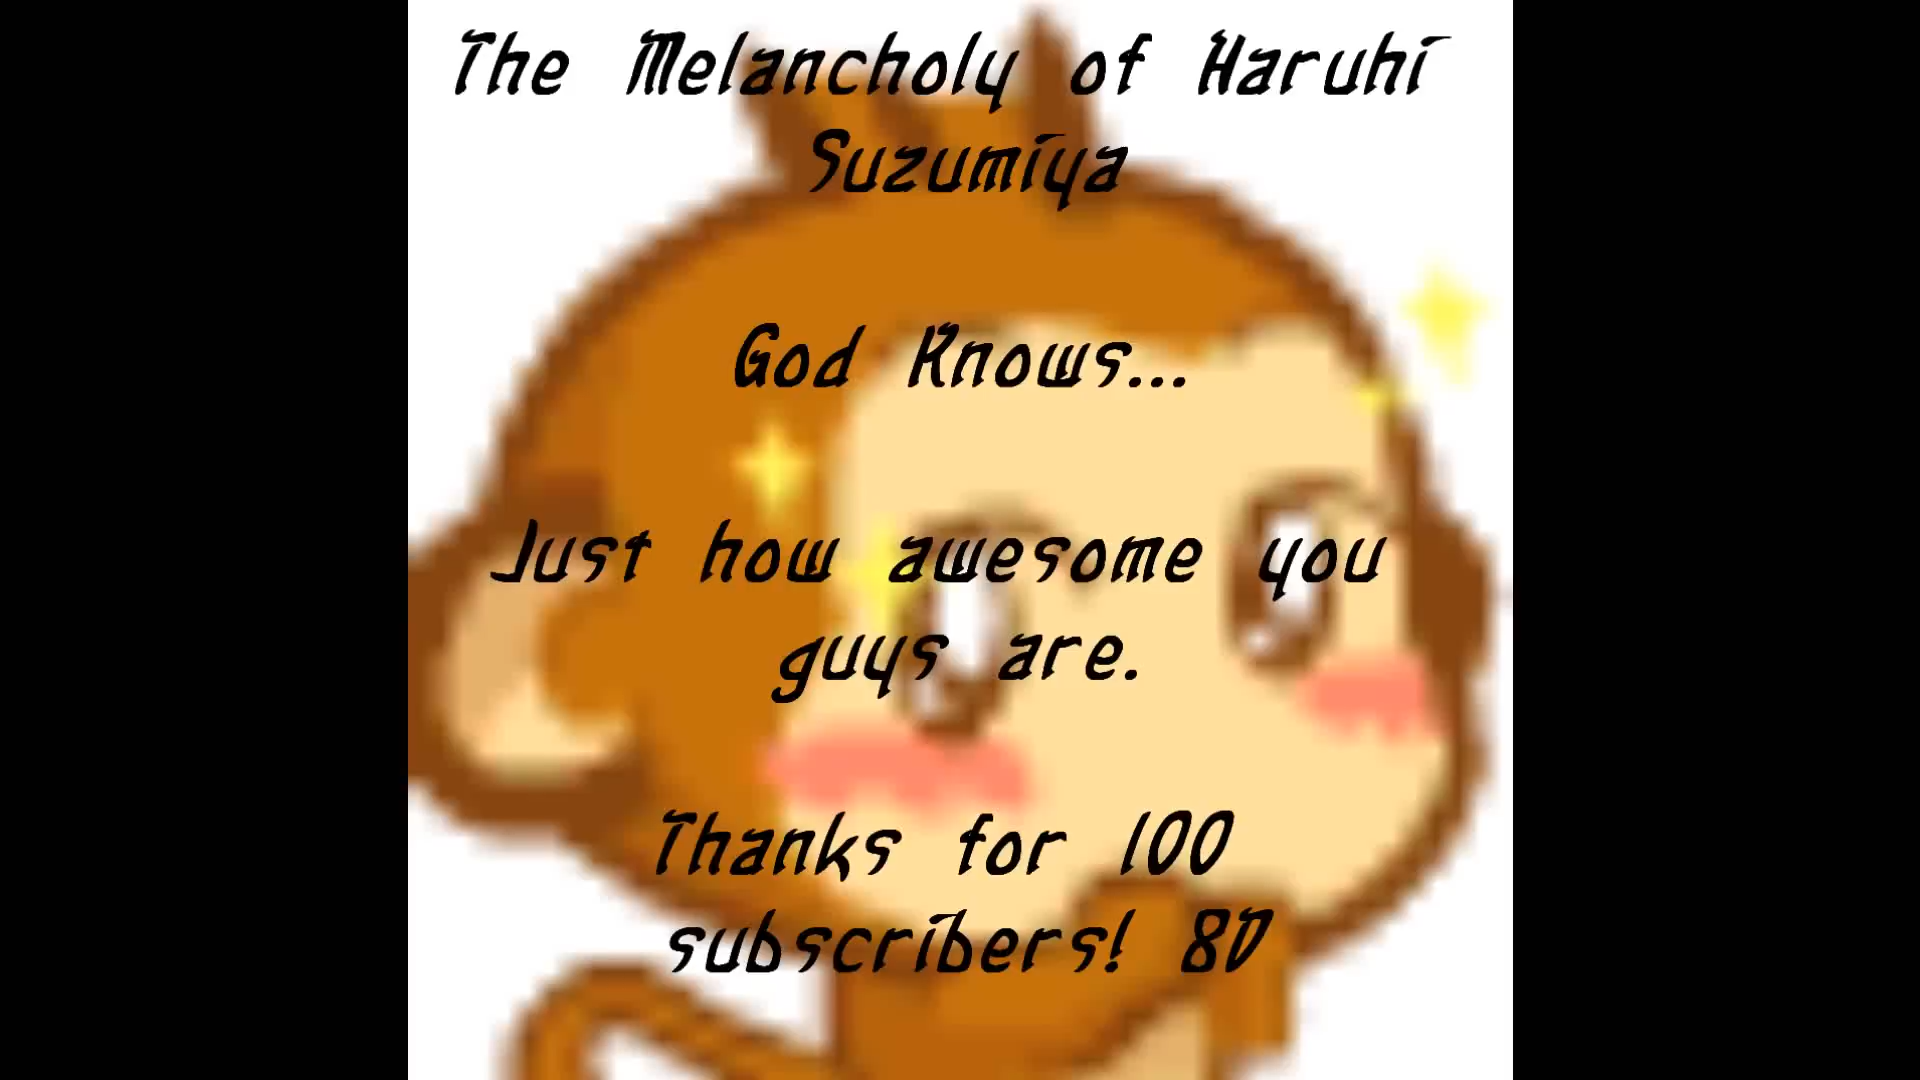 The Melancholy of Haruhi
Suzumiya
God Knows...
Just how awesome you
guys are.
Thanks for 100
subscribers! 8D